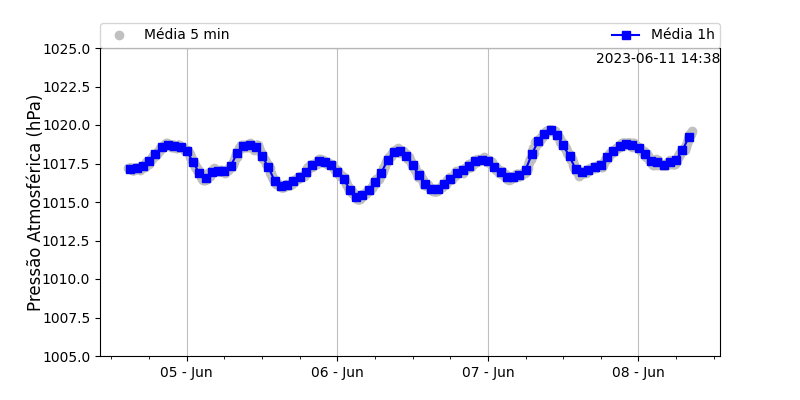 Média 5 min
Média 1h
2023-06-11 14:38
Pressão Atmosférica (hPa)
1025.0
1022.5
1020.0
1017.5
1015.0
1012.5
1010.0
1007.5
1005.0
05 - Jun
06 - Jun
07 - Jun
08 - Jun